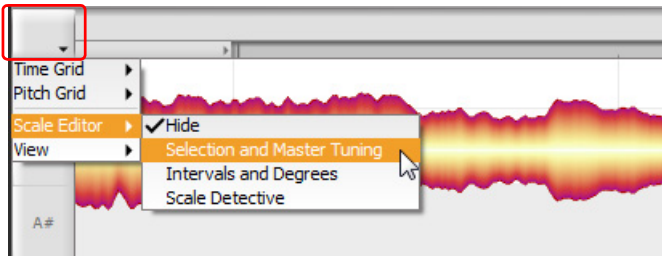 Time Grid
Pitch Grid
Scale Editor
Hide
View
Selection and Master Tuning
Intervals and Degrees
Scale Detective
A#